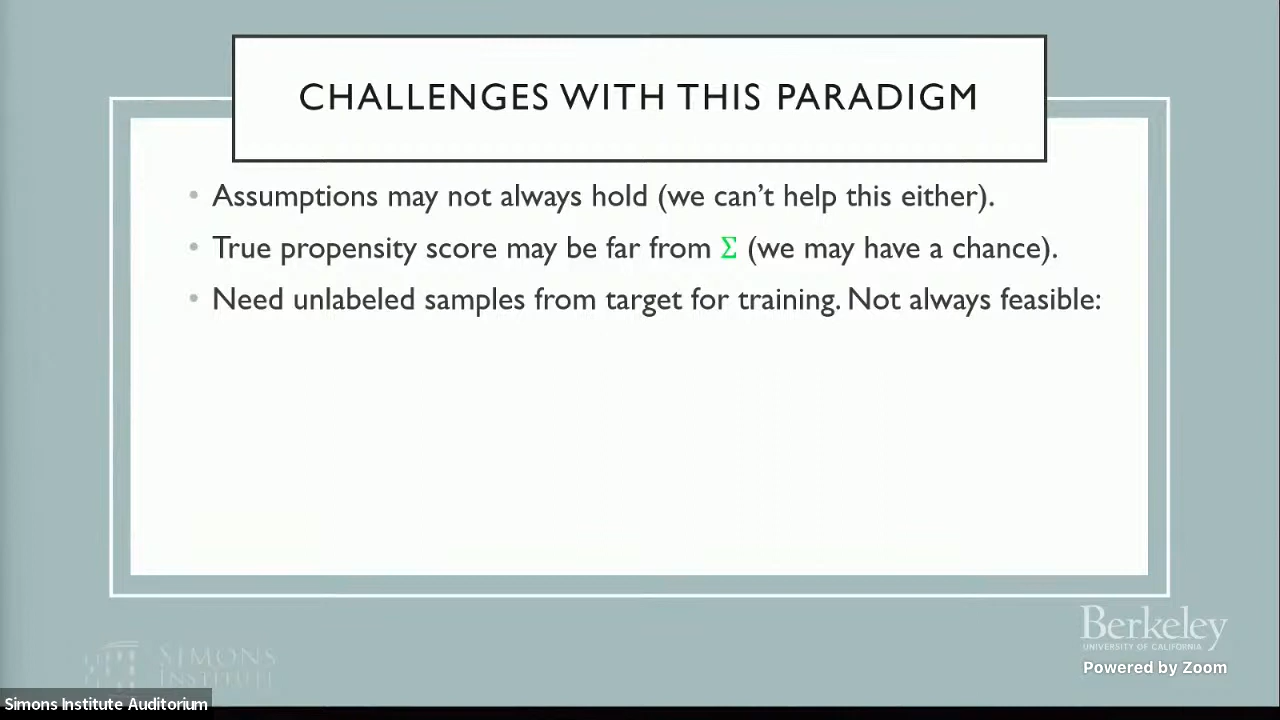 CHALLENGES WITH THIS PARADIGM
• Assumptions may not always hold (we can't help this either).
• True propensity score may be far from Σ (we may have a chance).
• Need unlabeled samples from target for training. Not always feasible:
SIMONS
INSTITUTE
Berkeley
UNIVERSITY OF CALIFORNIA
Powered by Zoom
Simons Institute Auditorium